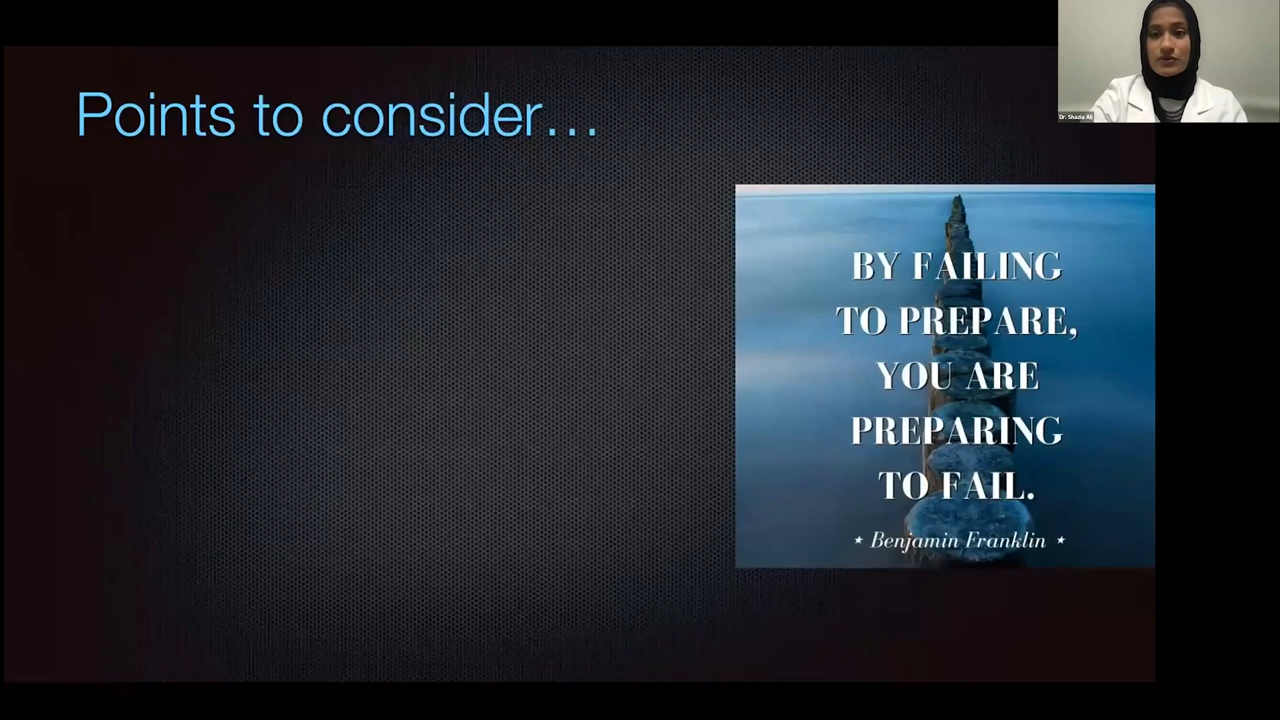 Points to consider...
Dr. Shazia Ali
BY FAILING
TO PREPARE,
YOU ARE
PREPARING
TO FAIL.
* Benjamin Franklin *